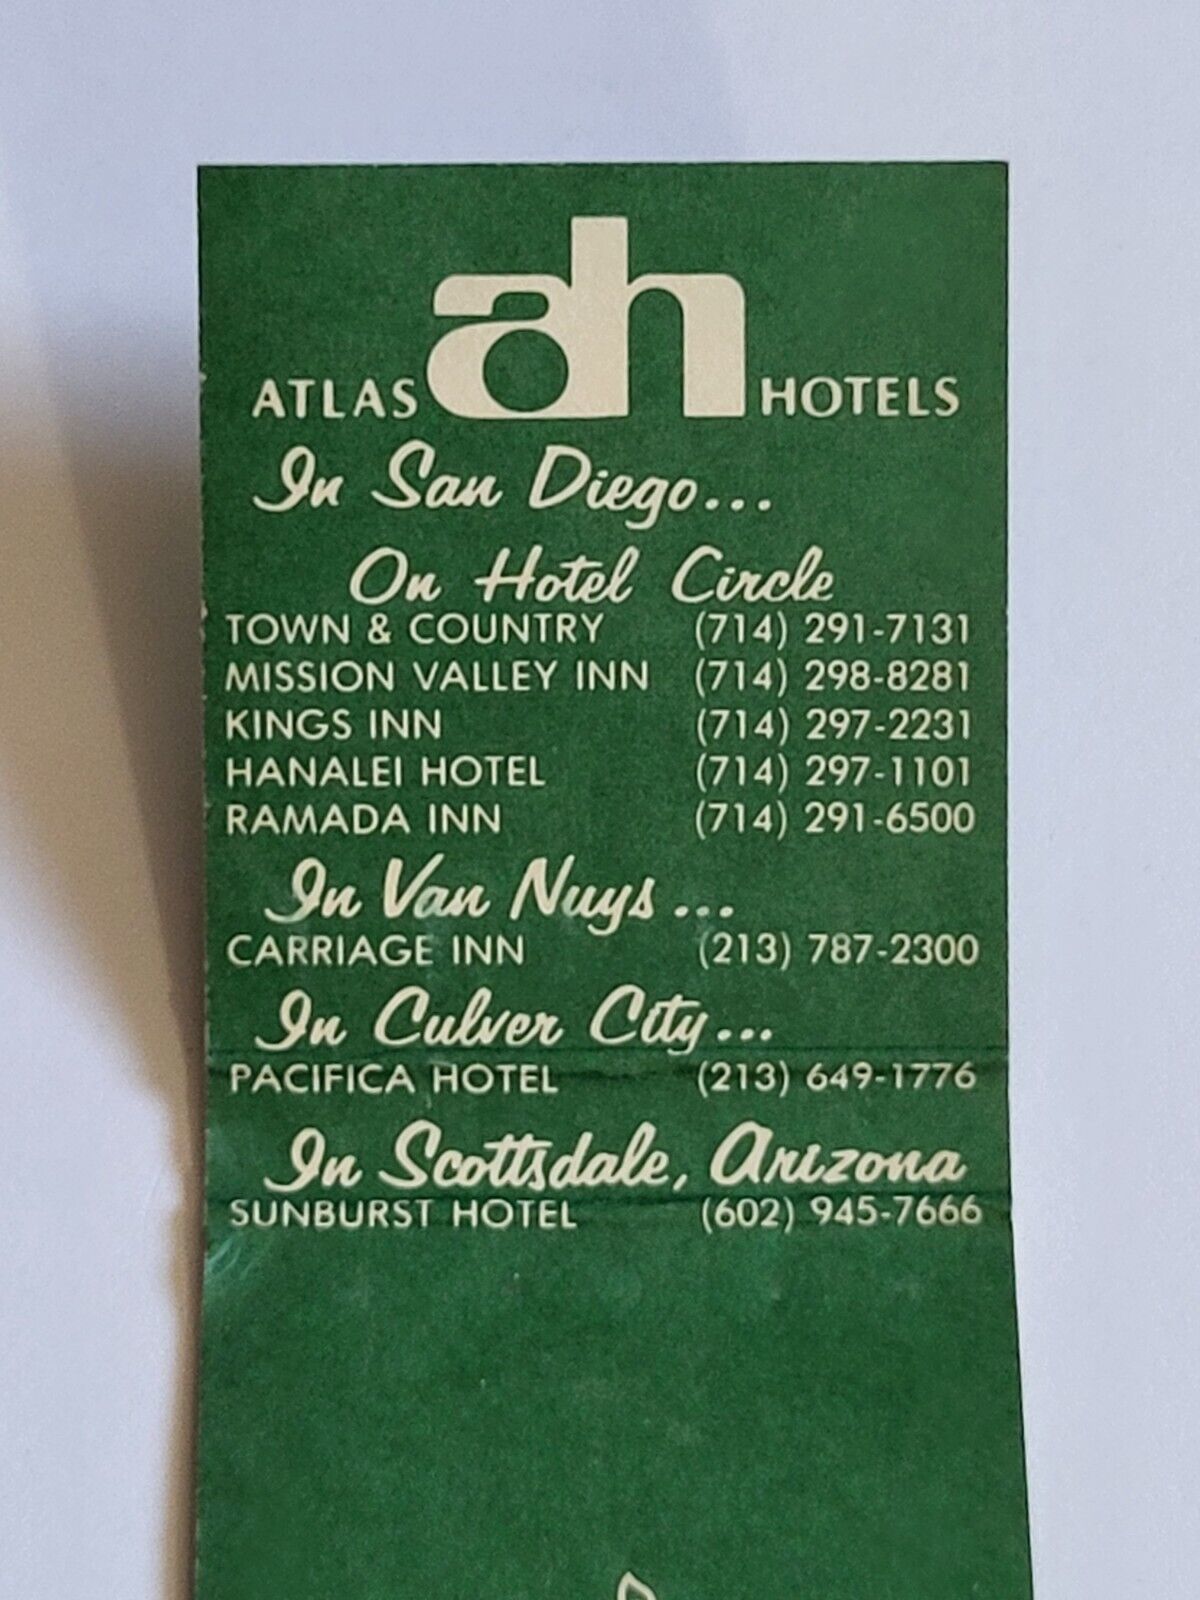 ah
ATLAS HOTELS
In San Diego...
On Hotel Circle
TOWN & COUNTRY (714) 291-7131
MISSION VALLEY INN (714) 298-8281
KINGS INN (714) 297-2231
HANALEI HOTEL (714) 297-1101
RAMADA INN (714) 291-6500
In Van Nuys ...
CARRIAGE INN (213) 787-2300
In Culver City...
PACIFICA HOTEL (213) 649-1776
In Scottsdale, Arizona
SUNBURST HOTEL (602) 945-7666